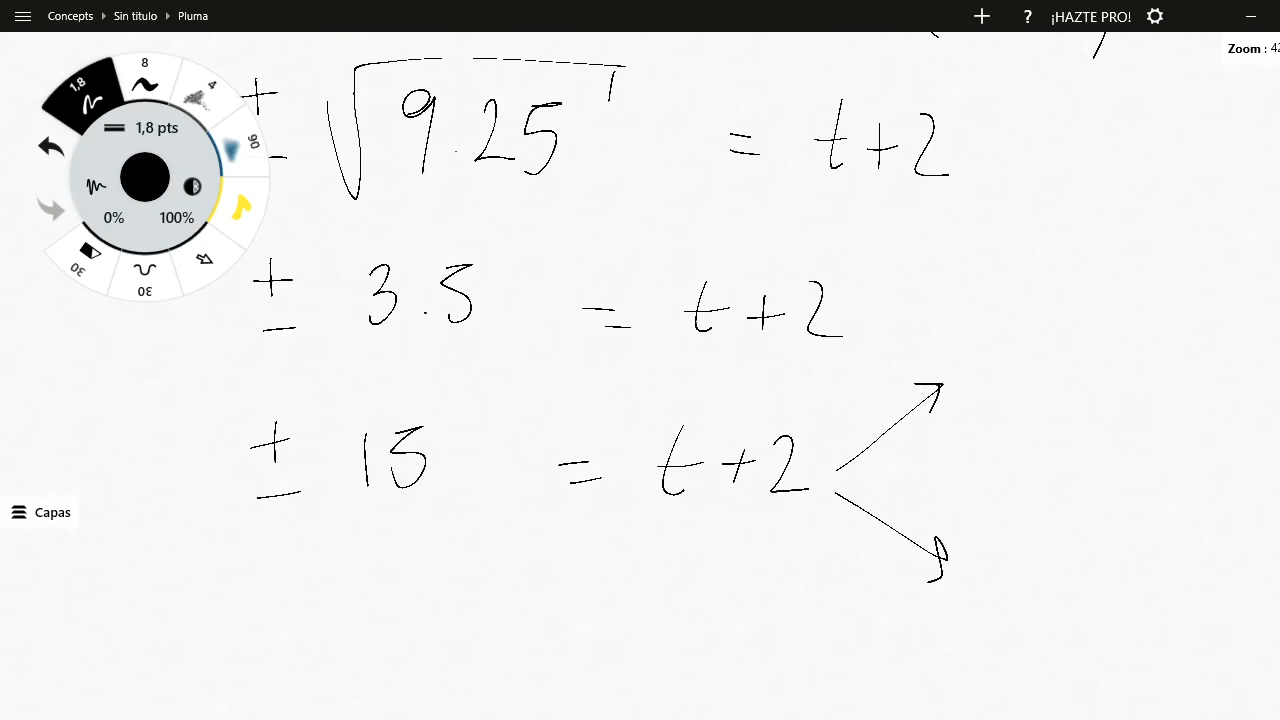 Concepts › Sin título › Pluma + ? ¡HAZTE PRO! −
Zoom : 42
8
1,8
4
90
1,8 pts
0% 100%
30
30
± √9.25 = t+2
± 3.5 = t+2
± 15 = t+2
Capas